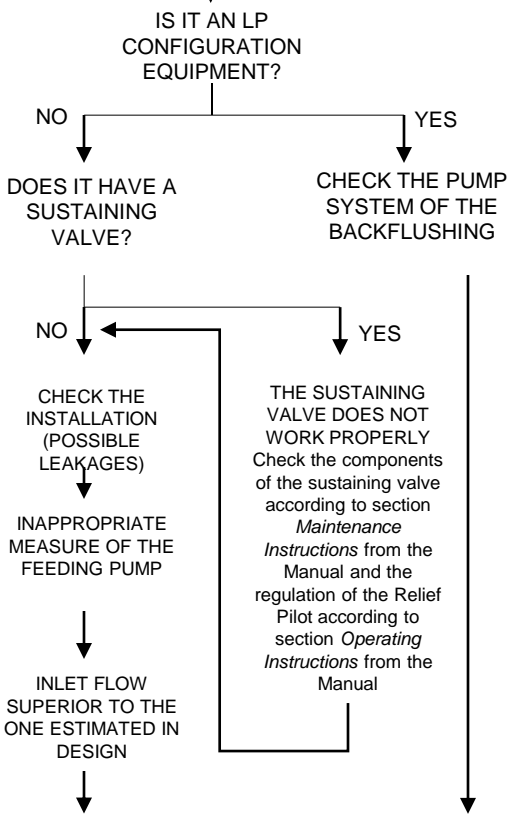 IS IT AN LP
CONFIGURATION
EQUIPMENT?
NO
YES
DOES IT HAVE A
SUSTAINING
VALVE?
CHECK THE PUMP
SYSTEM OF THE
BACKFLUSHING
NO
YES
CHECK THE
INSTALLATION
(POSSIBLE
LEAKAGES)
INAPPROPRIATE
MEASURE OF THE
FEEDING PUMP
INLET FLOW
SUPERIOR TO THE
ONE ESTIMATED IN
DESIGN
THE SUSTAINING
VALVE DOES NOT
WORK PROPERLY
Check the components
of the sustaining valve
according to section
Maintenance
Instructions from the
Manual and the
regulation of the Relief
Pilot according to
section Operating
Instructions from the
Manual